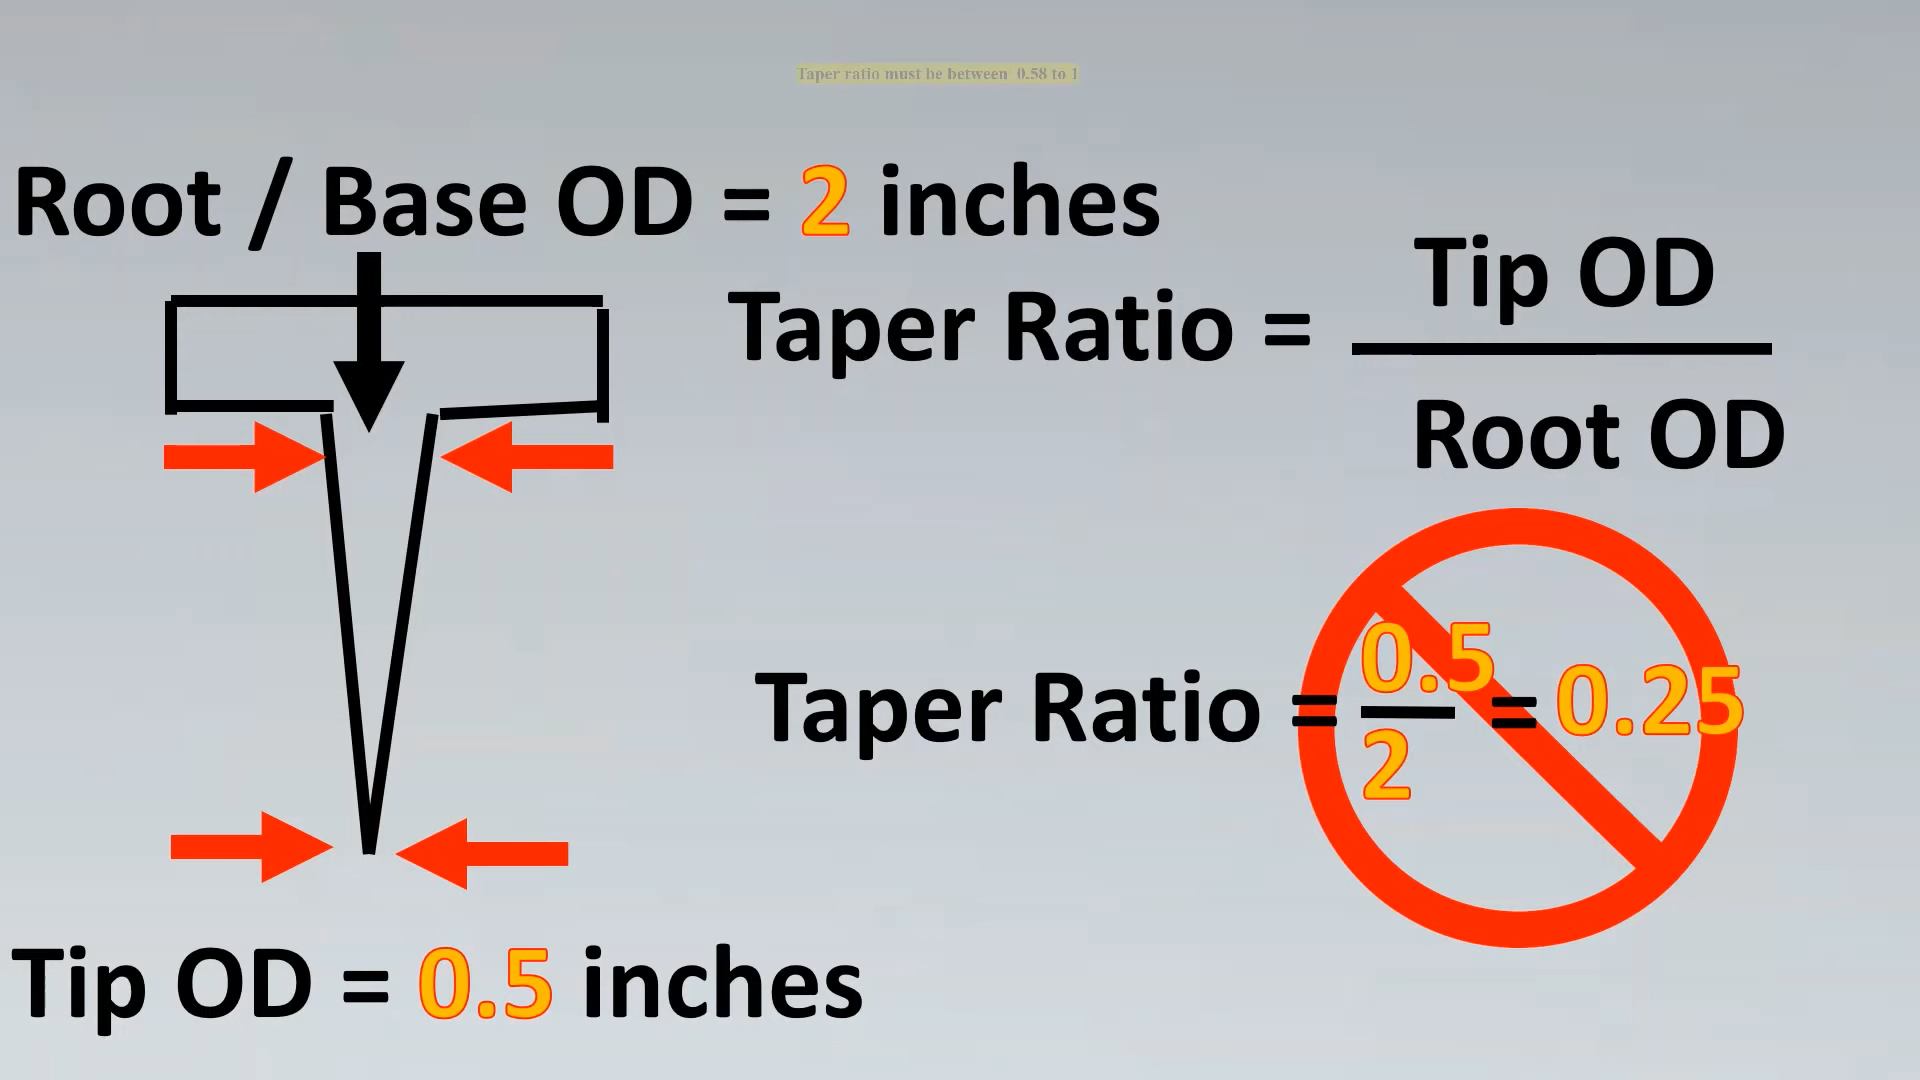 Taper ratio must be between 0.58 to 1
Root / Base OD = 2 inches
Taper Ratio =
Tip OD
Root OD
Taper Ratio =
0.5
2
= 0.25
Tip OD = 0.5 inches